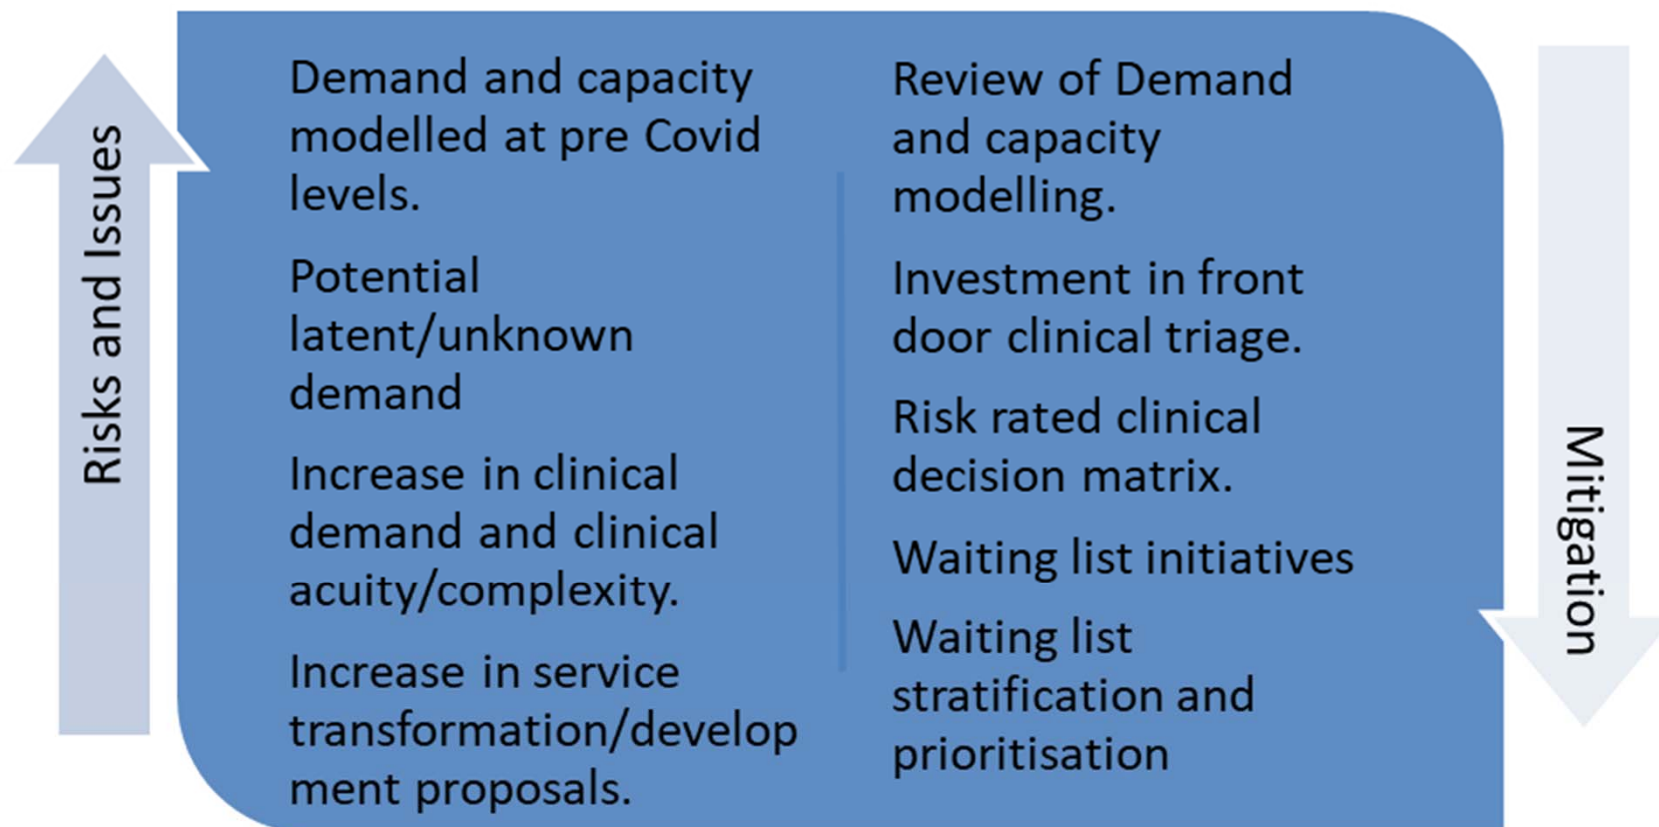 Risks and Issues
Demand and capacity
modelled at pre Covid
levels.
Potential
latent/unknown
demand
Increase in clinical
demand and clinical
acuity/complexity.
Increase in service
transformation/develop
ment proposals.
Review of Demand
and capacity
modelling.
Investment in front
door clinical triage.
Risk rated clinical
decision matrix.
Waiting list initiatives
Waiting list
stratification and
prioritisation
Mitigation